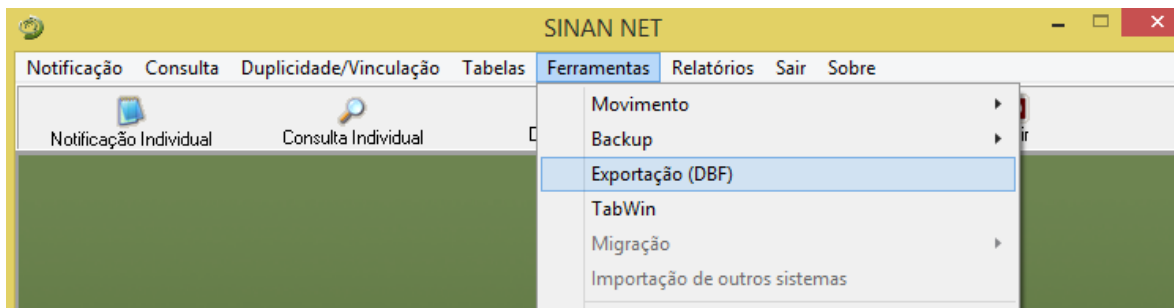 SINAN NET
Notificação Consulta Duplicidade/Vinculação Tabelas Ferramentas Relatórios Sair Sobre
Notificação Individual Consulta Individual
Movimento
Backup
Exportação (DBF)
TabWin
Migração
Importação de outros sistemas